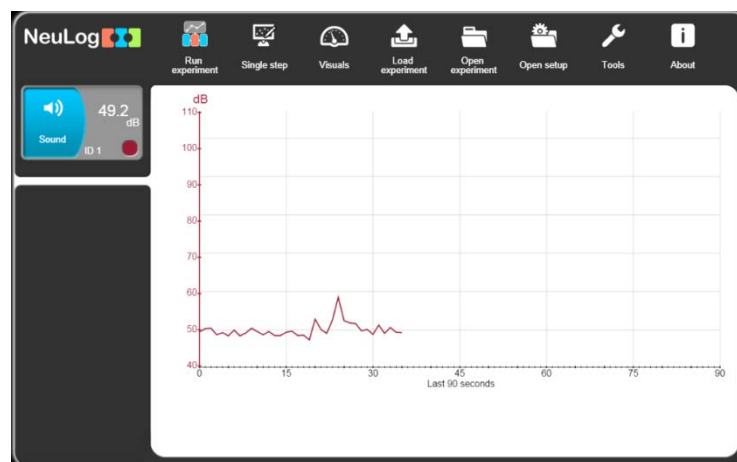 NeuLog
Run experiment
Single step
Visuals
Load experiment
Open experiment
Open setup
Tools
About
Sound
49.2
dB
ID 1
dB
110
100
90
80
70
60
50
40
0 15 30 45 60 75 90
Last 90 seconds